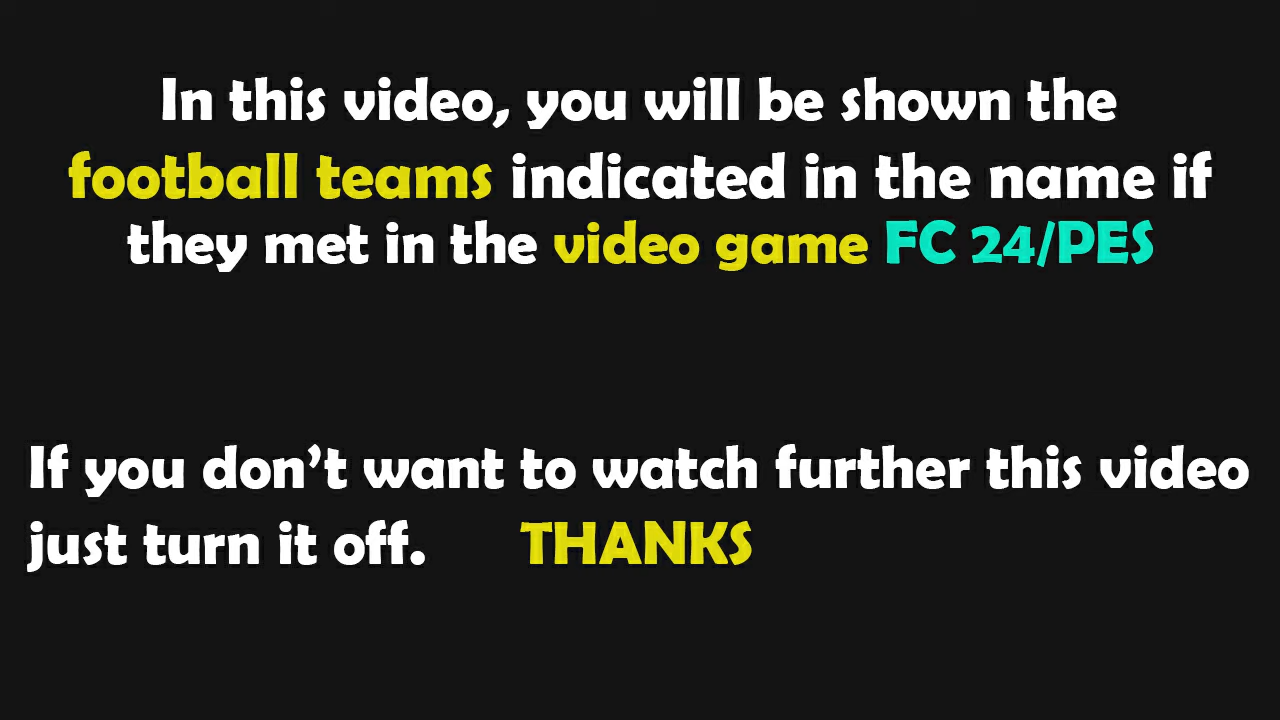 In this video, you will be shown the
football teams indicated in the name if
they met in the video game FC 24/PES
If you don’t want to watch further this video
just turn it off. THANKS